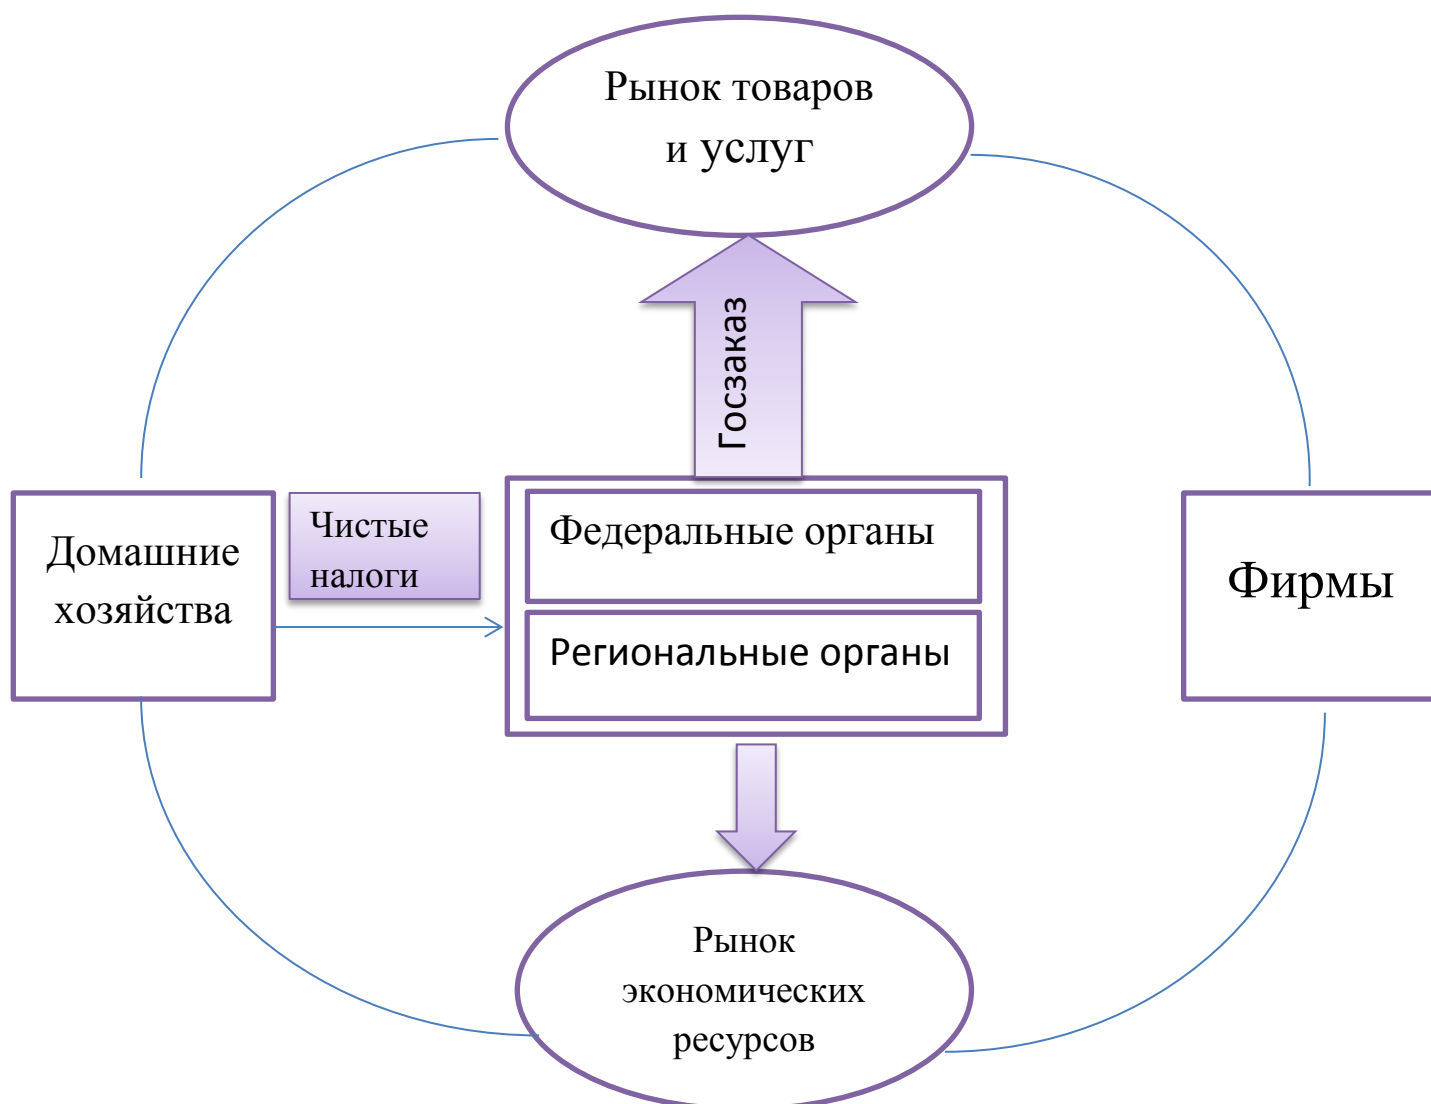 Рынок товаров
и услуг
Госзаказ
Домашние
хозяйства
Чистые
налоги
Федеральные органы
Региональные органы
Фирмы
Рынок
экономических
ресурсов